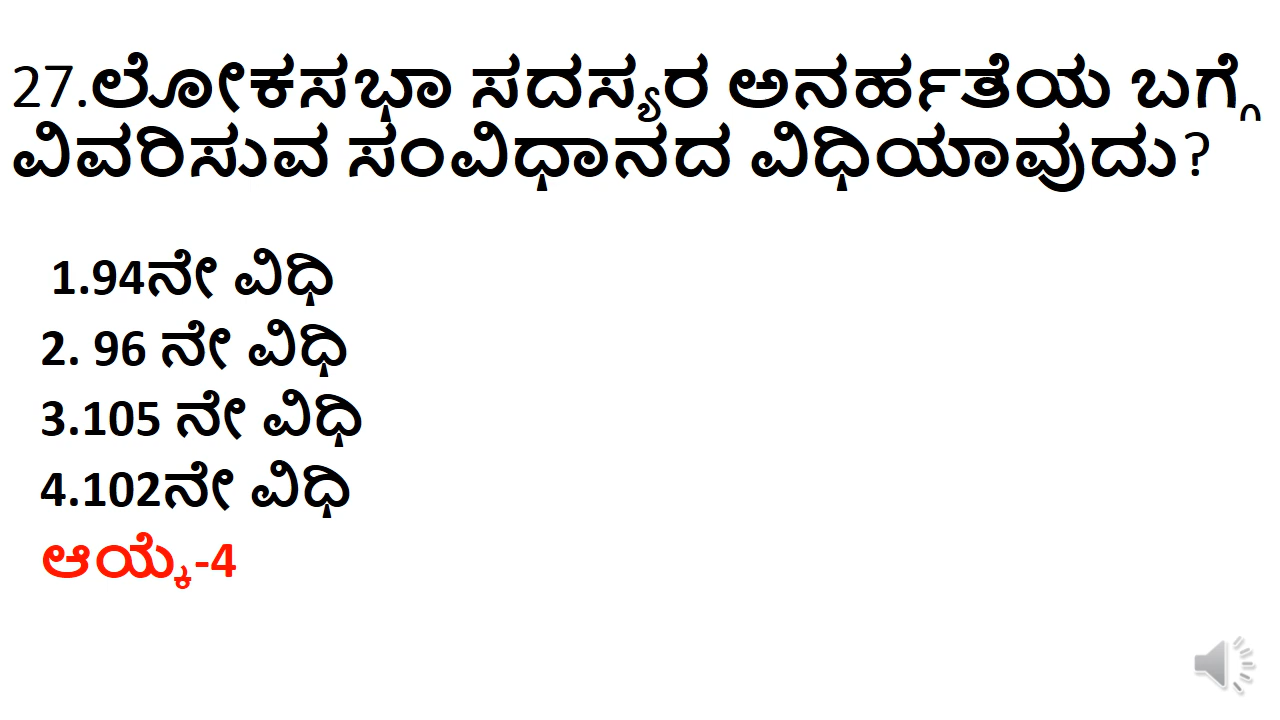 27.ಲೋಕಸಭಾ ಸದಸ್ಯರ ಅನರ್ಹತೆಯ ಬಗ್ಗೆ
ವಿವರಿಸುವ ಸಂವಿಧಾನದ ವಿಧಿಯಾವುದು?
1.94ನೇ ವಿಧಿ
2. 96 ನೇ ವಿಧಿ
3.105 ನೇ ವಿಧಿ
4.102ನೇ ವಿಧಿ
ಆಯ್ಕೆ-4